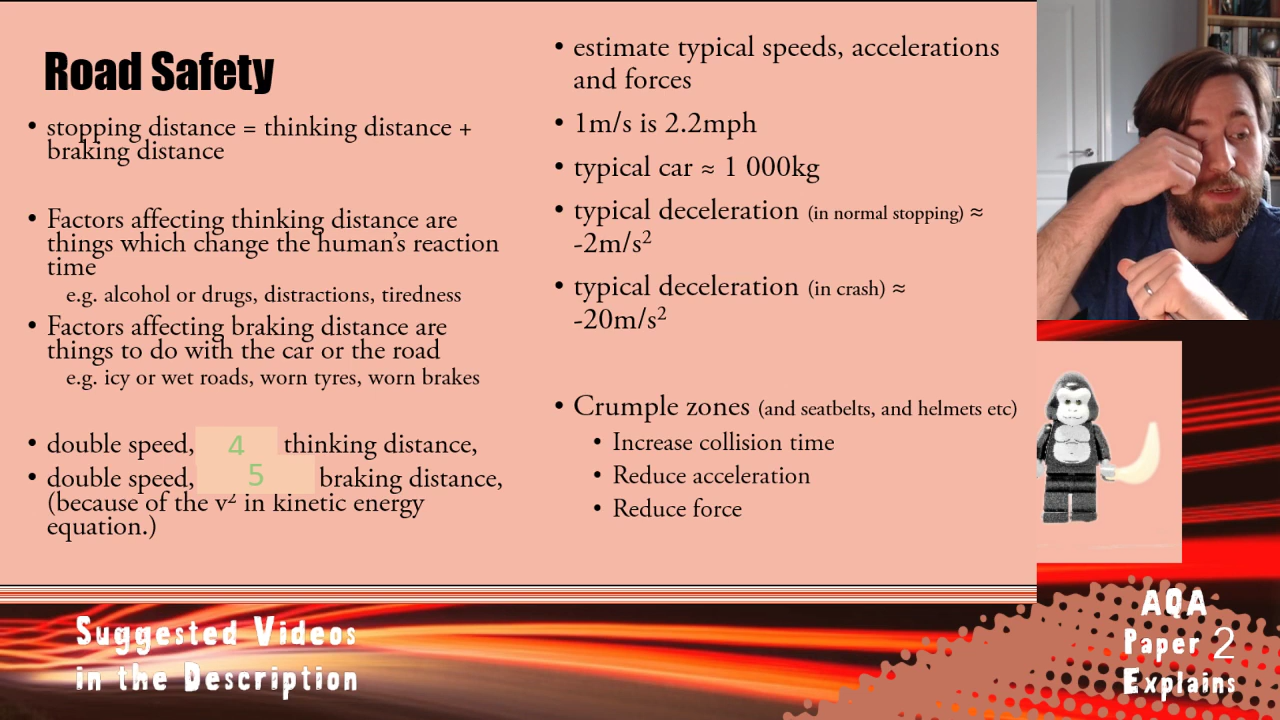 Road Safety
• stopping distance = thinking distance +
braking distance
• Factors affecting thinking distance are
things which change the human's reaction
time
e.g. alcohol or drugs, distractions, tiredness
• Factors affecting braking distance are
things to do with the car or the road
e.g. icy or wet roads, worn tyres, worn brakes
• double speed, 4 thinking distance,
• double speed, 5 braking distance,
(because of the v² in kinetic energy
equation.)
• estimate typical speeds, accelerations
and forces
• 1m/s is 2.2mph
• typical car ≈ 1 000kg
• typical deceleration (in normal stopping) ≈
-2m/s²
• typical deceleration (in crash) ≈
-20m/s²
• Crumple zones (and seatbelts, and helmets etc)
• Increase collision time
• Reduce acceleration
• Reduce force
Suggested Videos
in the Description
AQA
Paper 2
Explains